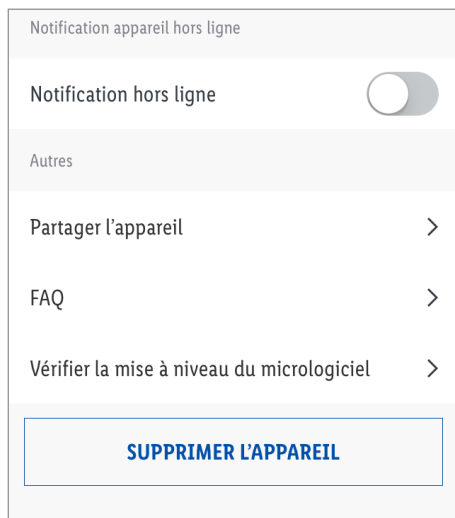 Notification appareil hors ligne
Notification hors ligne
Autres
Partager l’appareil
FAQ
Vérifier la mise à niveau du micrologiciel
SUPPRIMER L’APPAREIL